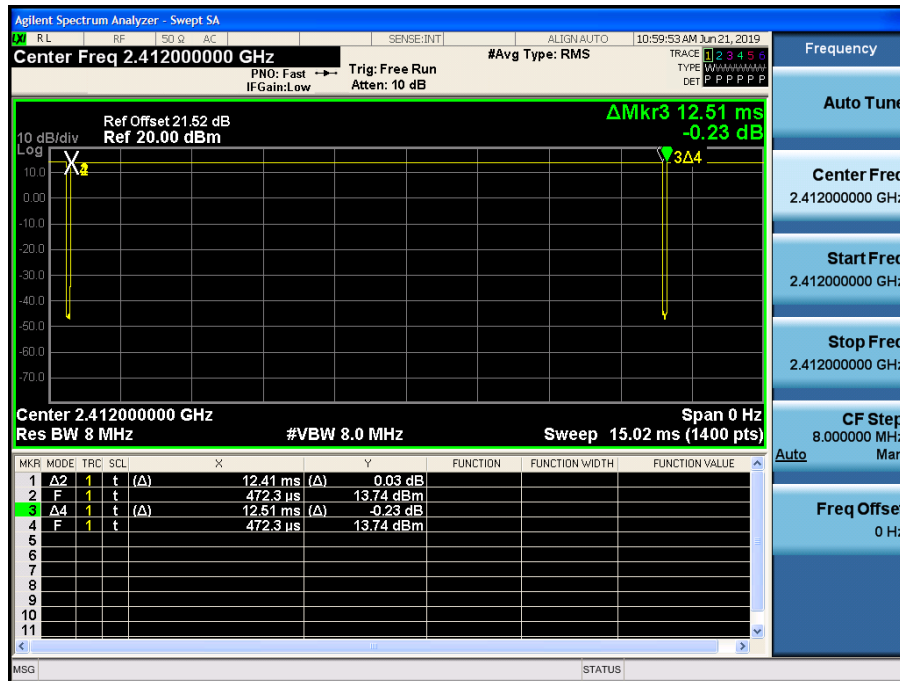 Agilent Spectrum Analyzer - Swept SA
LXI RL RF 50 Ω AC SENSE:INT ALIGN AUTO 10:59:53 AM Jun 21, 2019
Center Freq 2.412000000 GHz
#Avg Type: RMS
TRACE 1 2 3 4 5 6
TYPE WWWWWW
DET P P P P P P
PNO: Fast
IFGain:Low
Trig: Free Run
Atten: 10 dB
Frequency
ΔMkr3 12.51 ms
-0.23 dB
Ref Offset 21.52 dB
Ref 20.00 dBm
10 dB/div
Log
10.0
0.00
-10.0
-20.0
-30.0
-40.0
-50.0
-60.0
-70.0
2
3Δ4
Center 2.412000000 GHz
Span 0 Hz
Res BW 8 MHz
#VBW 8.0 MHz
Sweep 15.02 ms (1400 pts)
MKR MODE TRC SCL X Y FUNCTION FUNCTION WIDTH FUNCTION VALUE
1 Δ2 1 t (Δ) 12.41 ms (Δ) 0.03 dB
2 F 1 t 472.3 µs 13.74 dBm
3 Δ4 1 t (Δ) 12.51 ms (Δ) -0.23 dB
4 F 1 t 472.3 µs 13.74 dBm
5
6
7
8
9
10
11
MSG
STATUS
Auto Tune
Center Freq
2.412000000 GHz
Start Freq
2.412000000 GHz
Stop Freq
2.412000000 GHz
CF Step
8.000000 MHz
Auto Man
Freq Offset
0 Hz